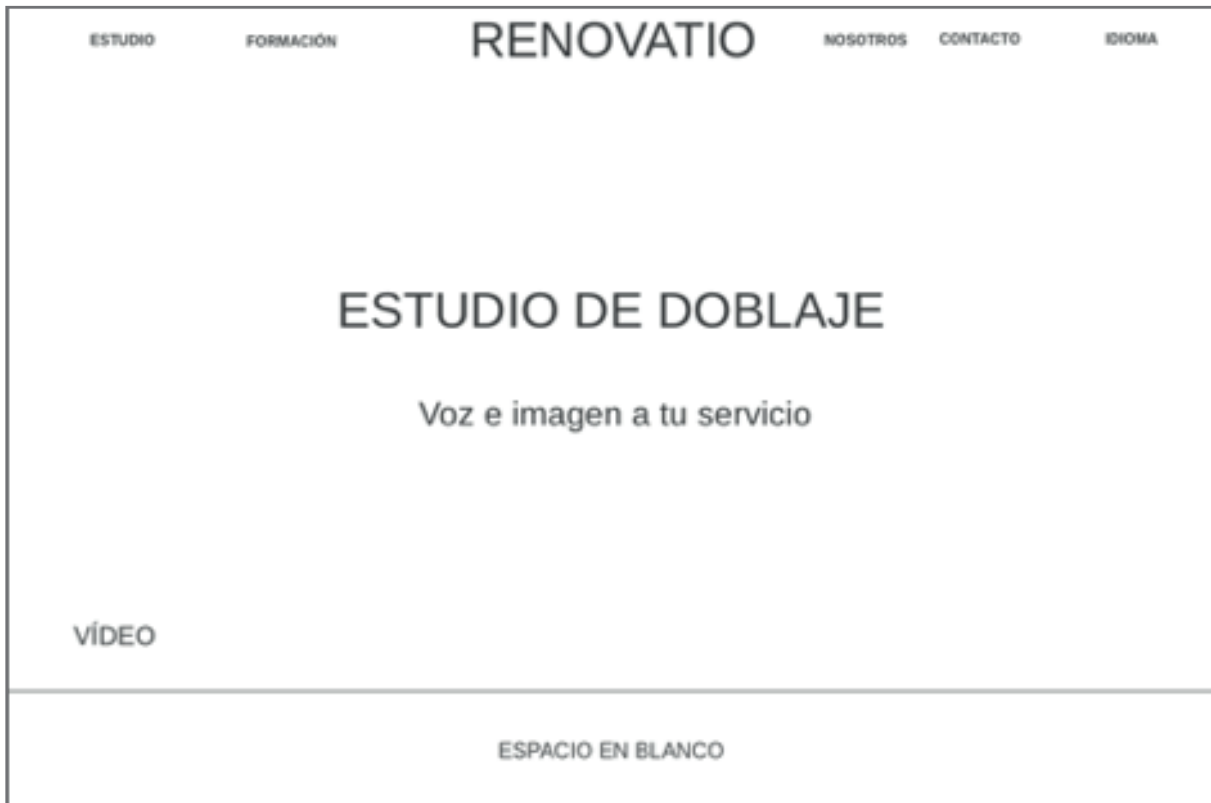 ESTUDIO FORMACIÓN RENOVATIO NOSOTROS CONTACTO IDIOMA
ESTUDIO DE DOBLAJE
Voz e imagen a tu servicio
VÍDEO
ESPACIO EN BLANCO